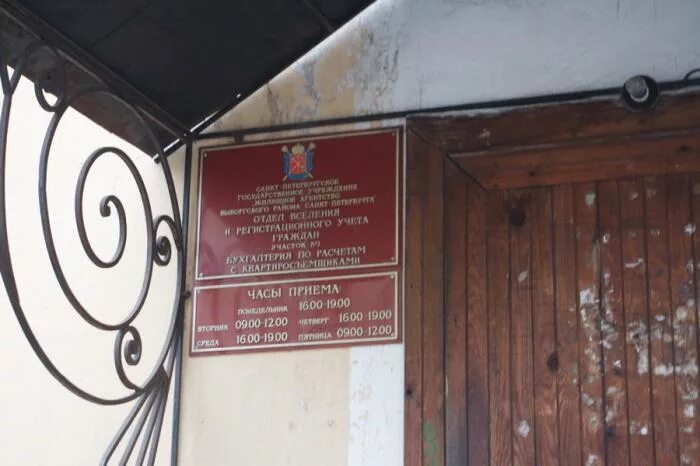 САНКТ-ПЕТЕРБУРГСКОЕ
ГОСУДАРСТВЕННОЕ УЧРЕЖДЕНИЕ
ЖИЛИЩНОЕ АГЕНТСТВО
ВЫБОРГСКОГО РАЙОНА САНКТ-ПЕТЕРБУРГА
ОТДЕЛ ВСЕЛЕНИЯ
И РЕГИСТРАЦИОННОГО УЧЕТА
ГРАЖДАН
УЧАСТОК №1
БУХГАЛТЕРИЯ ПО РАСЧЕТАМ
С КВАРТИРОСЪЕМЩИКАМИ
ЧАСЫ ПРИЕМА:
ПОНЕДЕЛЬНИК 16.00-19.00
ВТОРНИК 09.00-12.00 ЧЕТВЕРГ 16.00-19.00
СРЕДА 16.00-19.00 ПЯТНИЦА 09.00-12.00